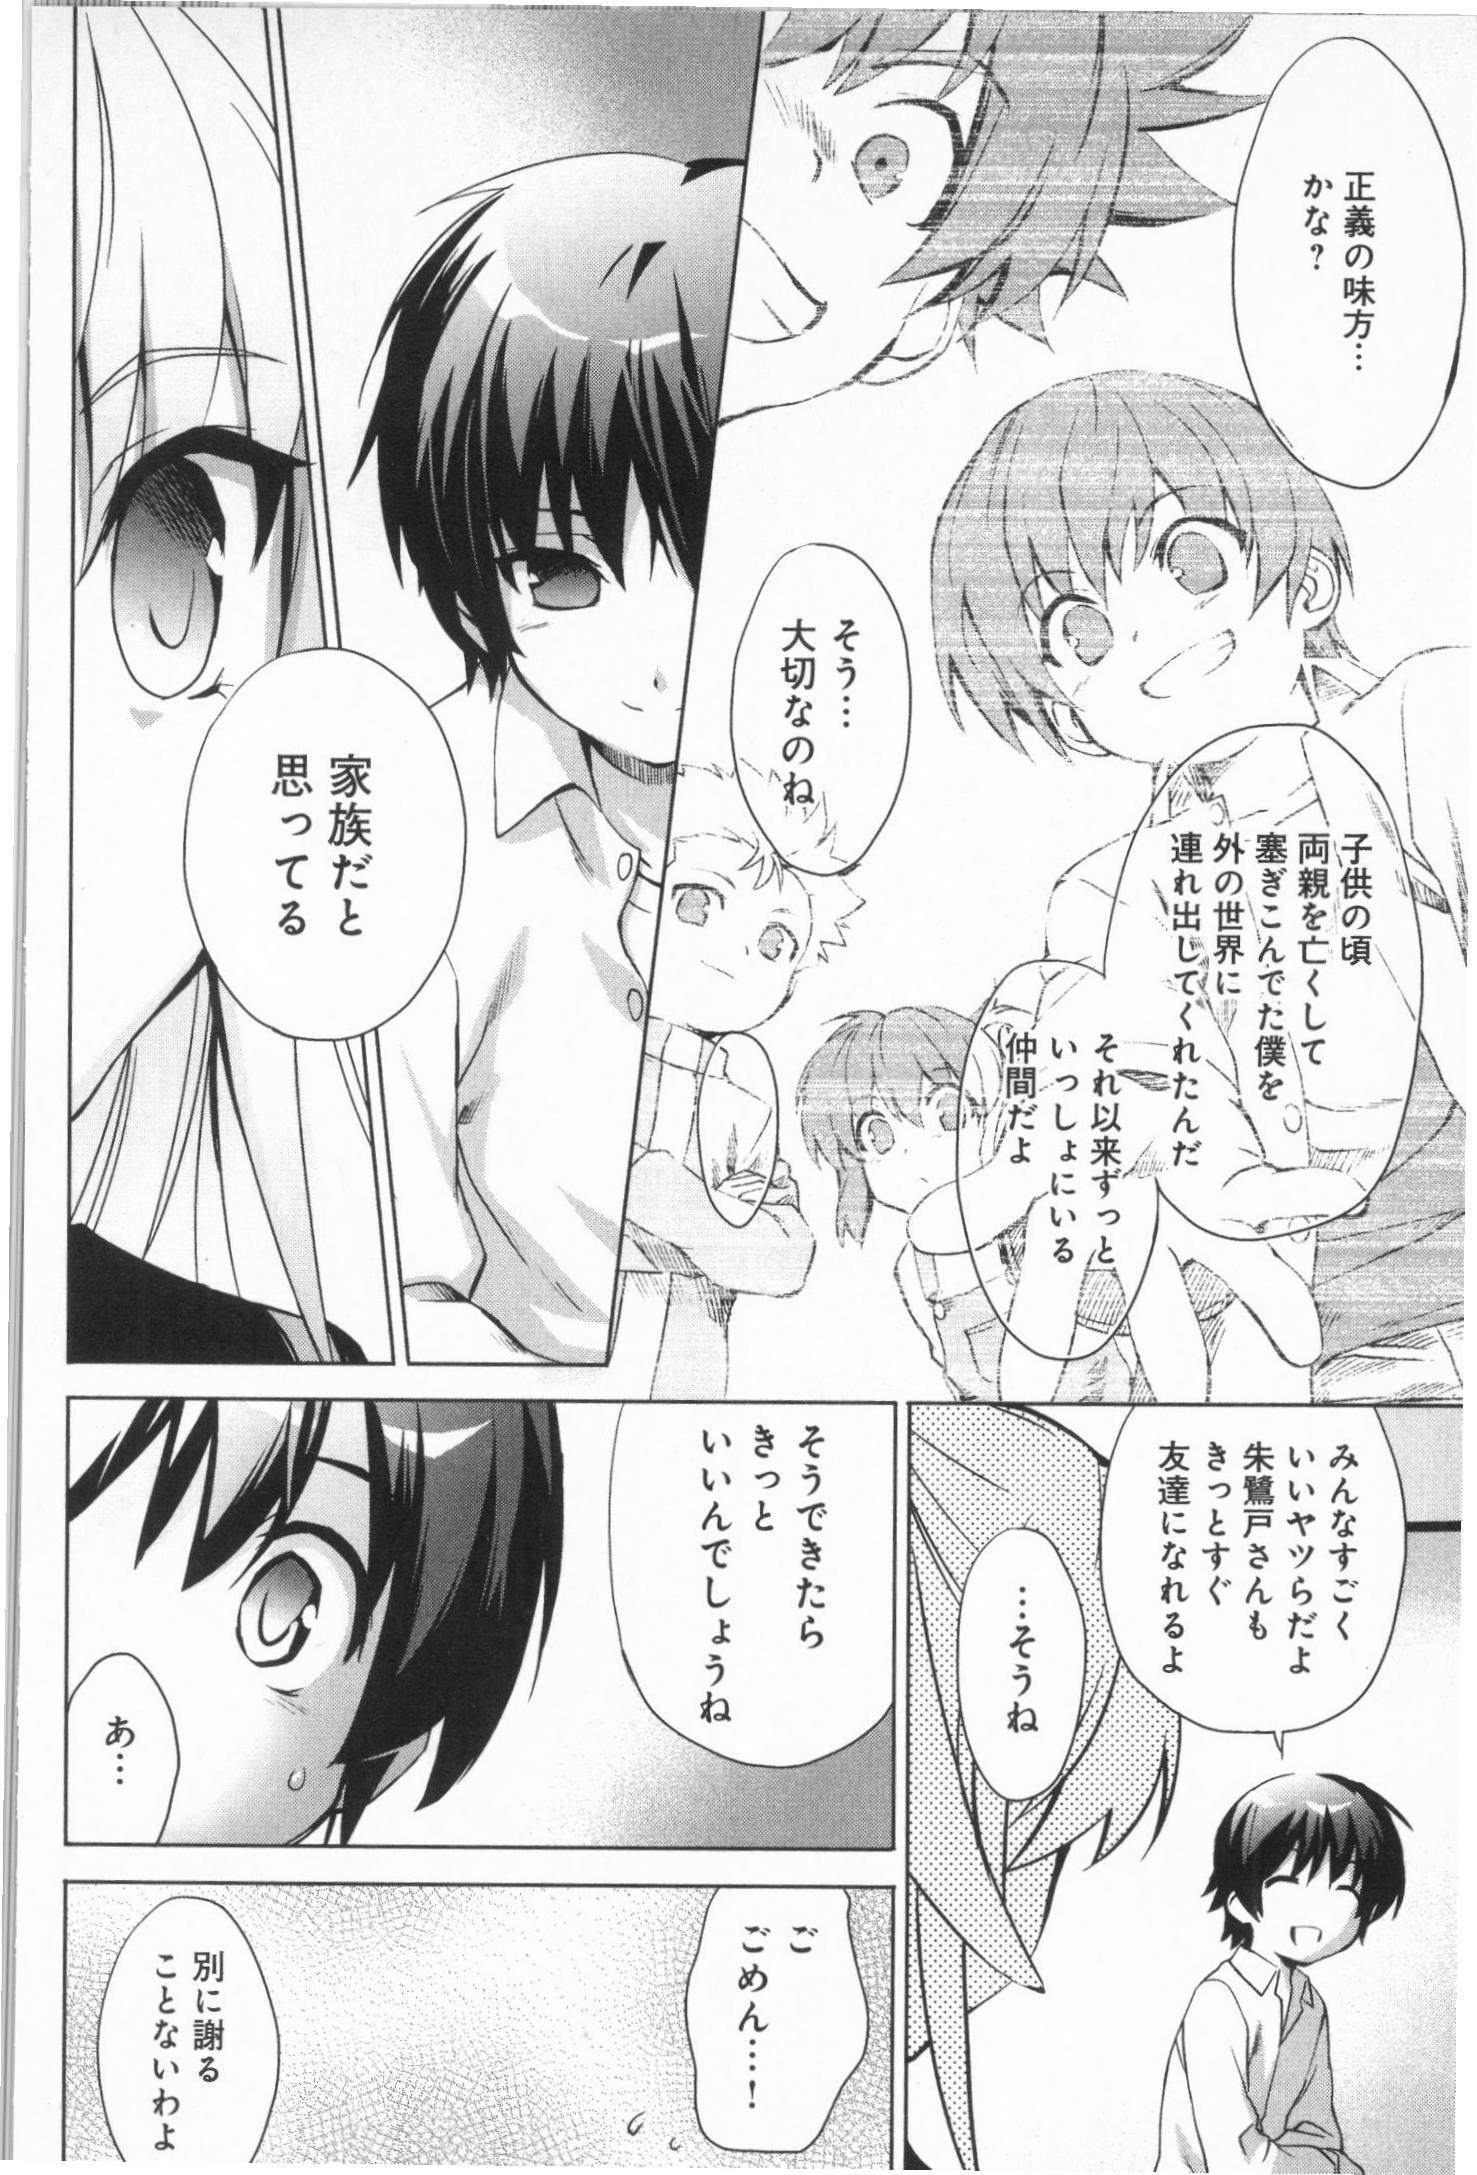 正義の味方…
かな?
子供の頃
両親を亡くして
塞ぎこんでた僕を
外の世界に
連れ出してくれたんだ
それ以来ずっと
いっしょにいる
仲間だよ
そう…
大切なのね
家族だと
思ってる
みんなすごく
いいヤツらだよ
朱鷺戸さんも
きっとすぐ
友達になれるよ
…そうね
そうできたら
きっと
いいんでしょうね
あ…
ご
ごめん…!
別に謝る
ことないわよ